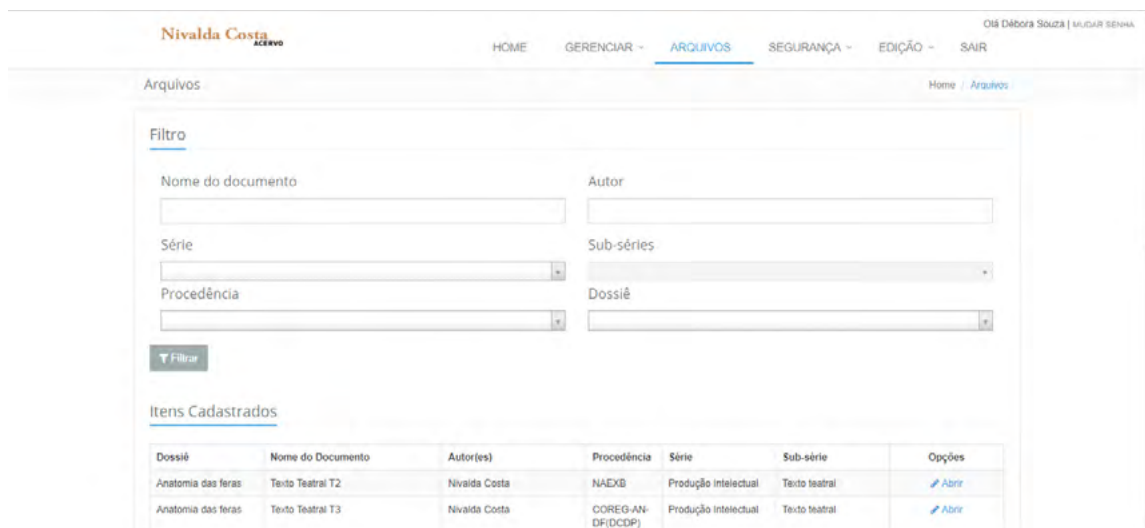 Olá Débora Souza | MUDAR SENHA
Nivalda Costa
ACERVO
HOME GERENCIAR ARQUIVOS SEGURANÇA EDIÇÃO SAIR
Arquivos Home / Arquivos
Filtro
Nome do documento Autor
Série Sub-séries
Procedência Dossiê
Filtrar
Itens Cadastrados
Dossiê Nome do Documento Autor(es) Procedência Série Sub-série Opções
Anatomia das feras Texto Teatral T2 Nivalda Costa NAEXB Produção Intelectual Texto teatral Abrir
Anatomia das feras Texto Teatral T3 Nivalda Costa COREG-AN- Produção Intelectual Texto teatral Abrir
DF(DCDP)